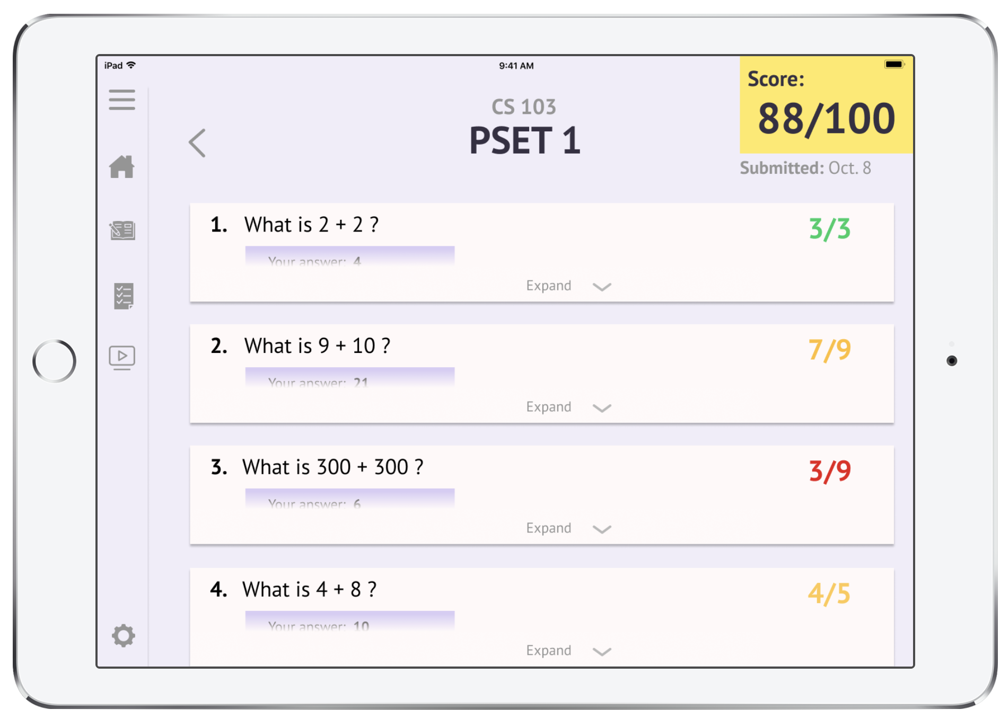 iPad
9:41 AM
Score:
88/100
CS 103
PSET 1
Submitted: Oct. 8
1. What is 2 + 2 ?
3/3
Your answer: 4
Expand
2. What is 9 + 10 ?
7/9
Your answer: 21
Expand
3. What is 300 + 300 ?
3/9
Your answer: 6
Expand
4. What is 4 + 8 ?
4/5
Your answer: 10
Expand